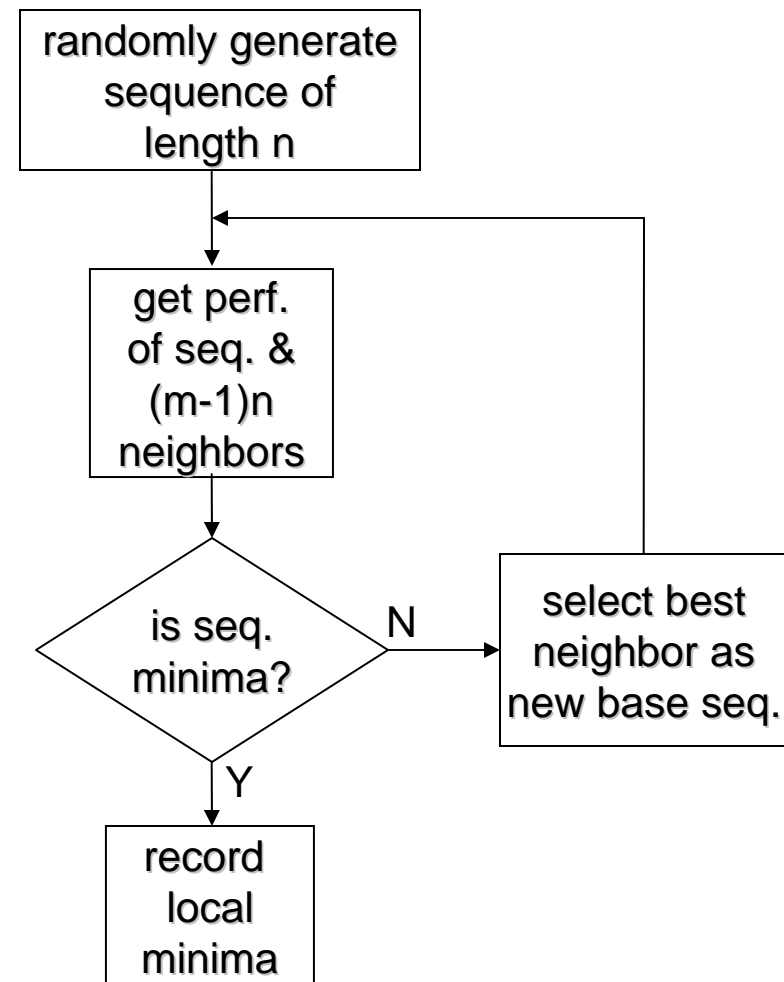 randomly generate
sequence of
length n
get perf.
of seq. &
(m-1)n
neighbors
is seq.
minima?
N
select best
neighbor as
new base seq.
Y
record
local
minima